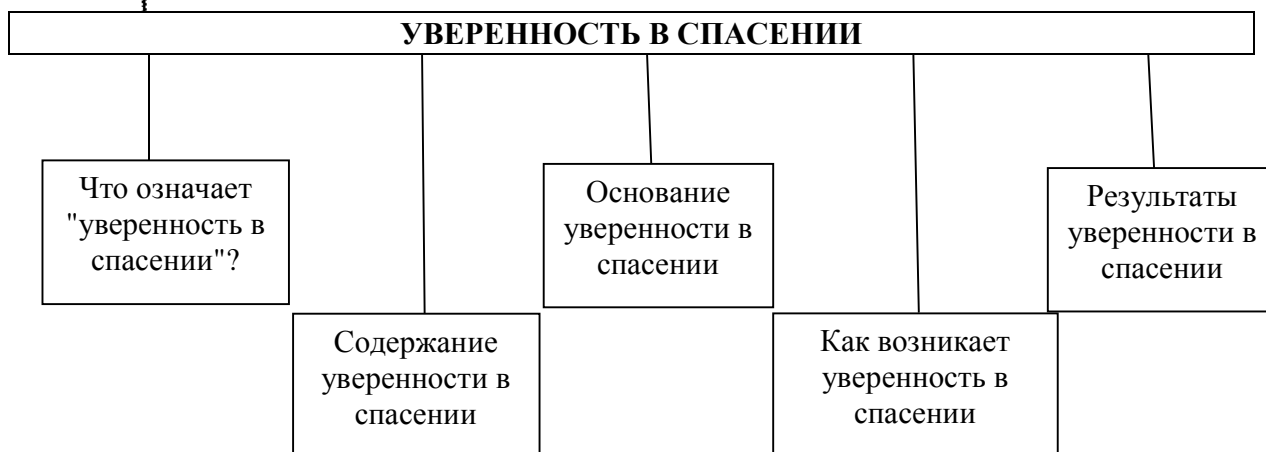 УВЕРЕННОСТЬ В СПАСЕНИИ
Что означает
"уверенность в
спасении"?
Содержание
уверенности в
спасении
Основание
уверенности в
спасении
Как возникает
уверенность в
спасении
Результаты
уверенности в
спасении